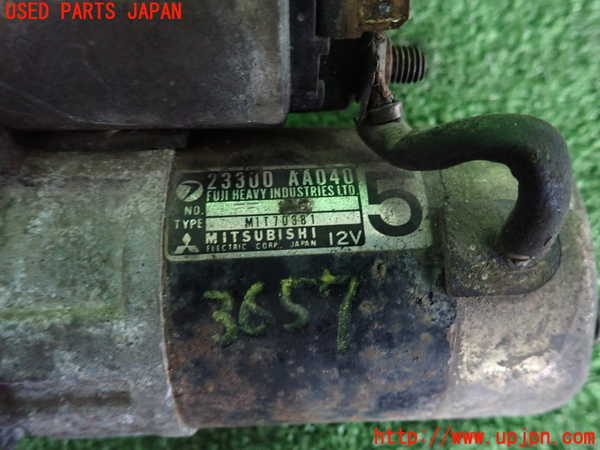 USED PARTS JAPAN
23300 AA040
FUJI HEAVY INDUSTRIES LTD.
5
NO.
TYPE M1T70381
MITSUBISHI 12V
ELECTRIC CORP. JAPAN
3657
http://www.upjpn.com/